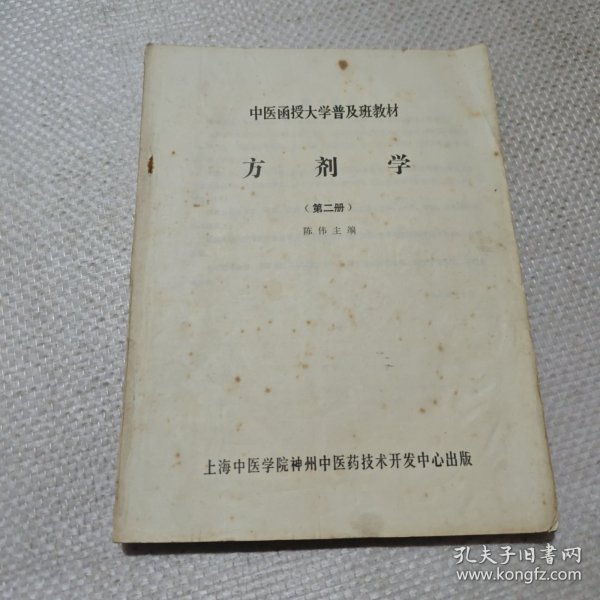 中医函授大学普及班教材
方剂学
（第二册）
陈伟主编
上海中医学院神州中医药技术开发中心出版
孔夫子旧书网
www.kongfz.com